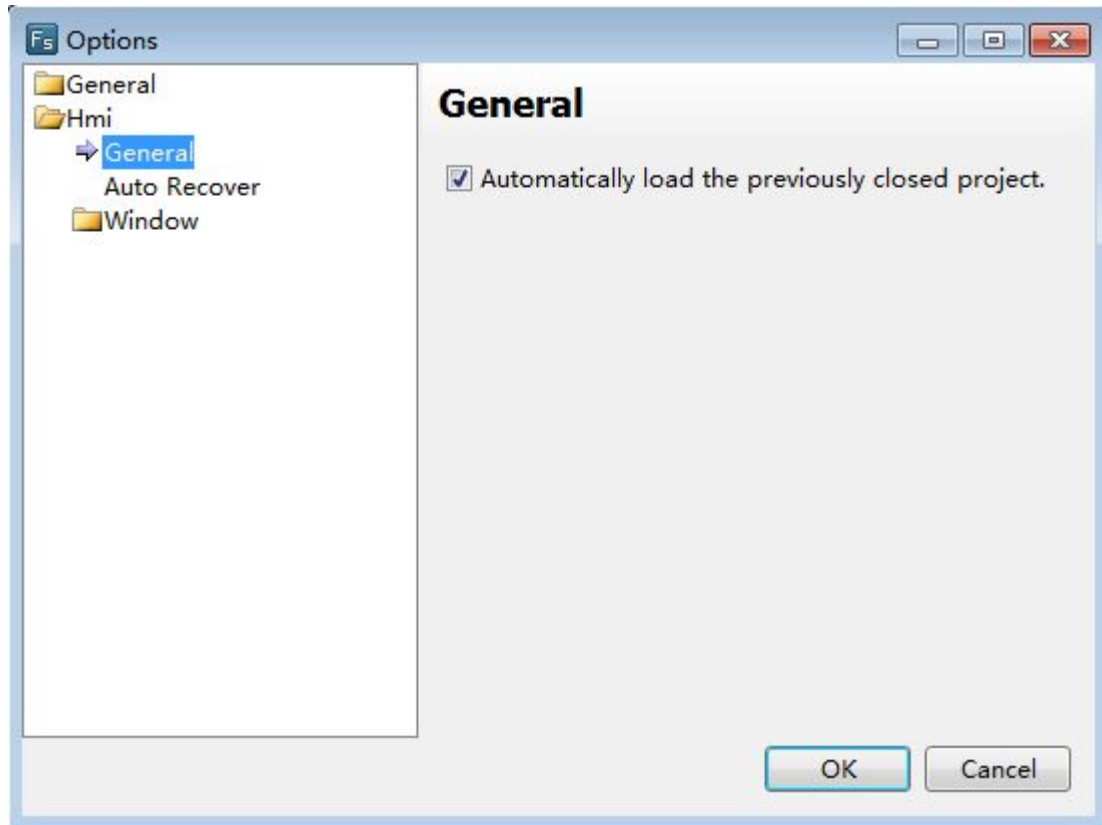 Fs Options
General
Hmi
General
Auto Recover
Window
General
Automatically load the previously closed project.
OK
Cancel